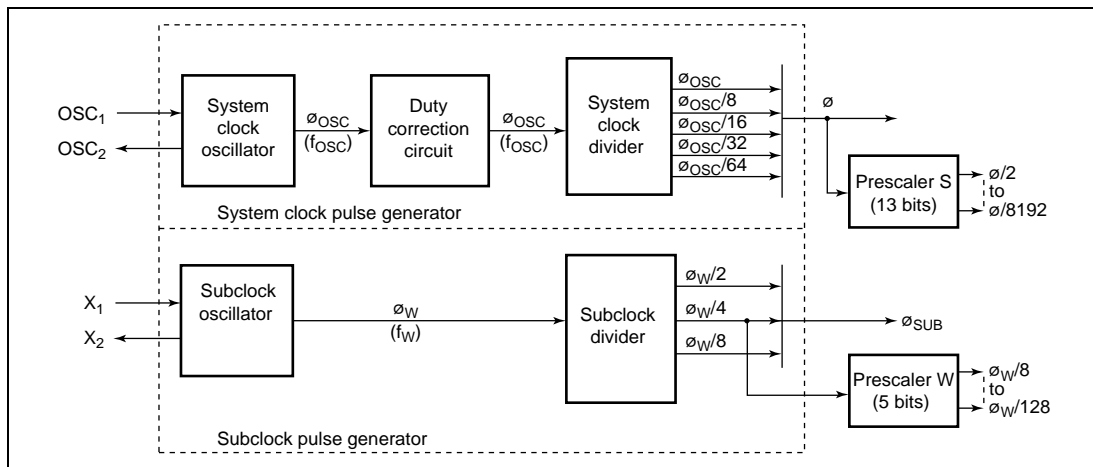 OSC₁
OSC₂
System
clock
oscillator
øOSC
(fOSC)
Duty
correction
circuit
øOSC
(fOSC)
System
clock
divider
øOSC
øOSC/8
øOSC/16
øOSC/32
øOSC/64
ø
Prescaler S
(13 bits)
ø/2
to
ø/8192
System clock pulse generator
X₁
X₂
Subclock
oscillator
øW
(fW)
Subclock
divider
øW/2
øW/4
øW/8
øSUB
Prescaler W
(5 bits)
øW/8
to
øW/128
Subclock pulse generator